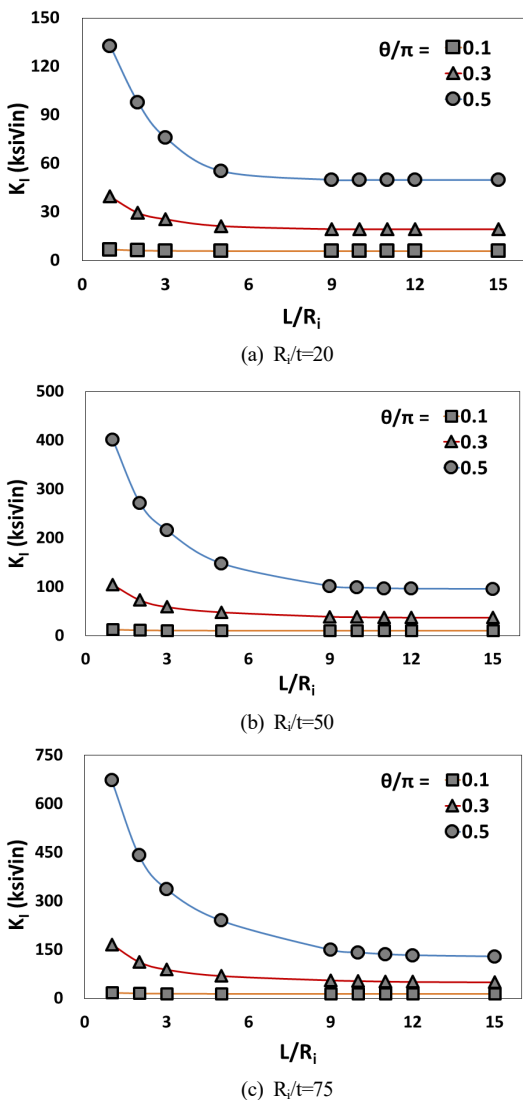 150
120
90
60
30
0
K_I (ksi√in)
θ/π =
0.1
0.3
0.5
0 3 6 9 12 15
L/R_i
(a) R_i/t=20
500
400
300
200
100
0
K_I (ksi√in)
θ/π =
0.1
0.3
0.5
0 3 6 9 12 15
L/R_i
(b) R_i/t=50
750
600
450
300
150
0
K_I (ksi√in)
θ/π =
0.1
0.3
0.5
0 3 6 9 12 15
L/R_i
(c) R_i/t=75